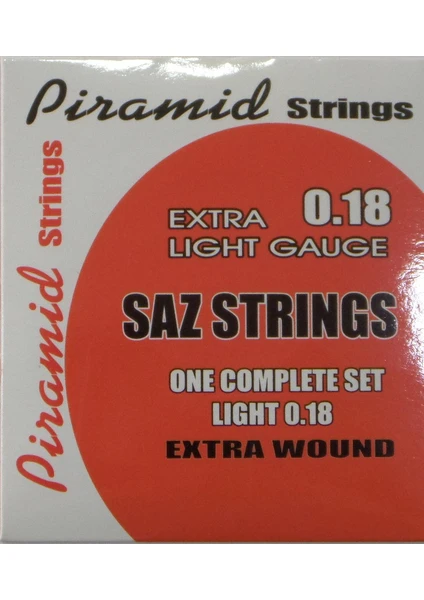 Piramid Strings
Piramid Strings
EXTRA 0.18
LIGHT GAUGE
SAZ STRINGS
ONE COMPLETE SET
LIGHT 0.18
EXTRA WOUND